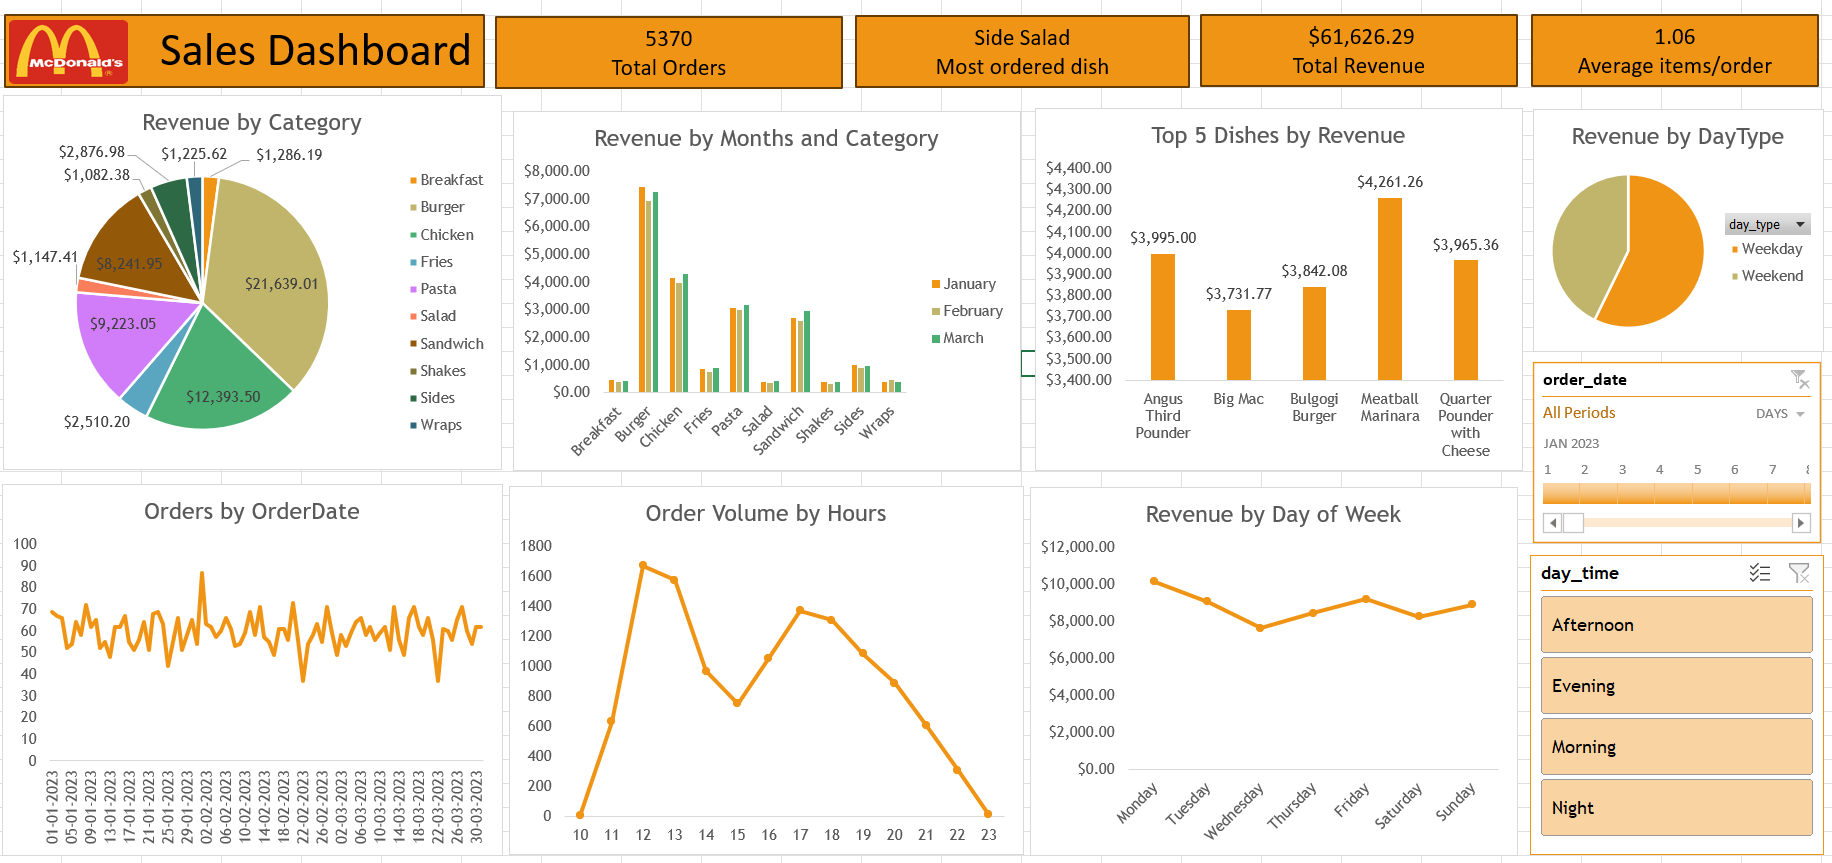 McDonald's
®
Sales Dashboard
5370
Total Orders
Side Salad
Most ordered dish
$61,626.29
Total Revenue
1.06
Average items/order
Revenue by Category
$2,876.98
$1,225.62
$1,286.19
$1,082.38
$1,147.41
$8,241.95
$21,639.01
$9,223.05
$12,393.50
$2,510.20
Breakfast
Burger
Chicken
Fries
Pasta
Salad
Sandwich
Shakes
Sides
Wraps
Revenue by Months and Category
$8,000.00
$7,000.00
$6,000.00
$5,000.00
$4,000.00
$3,000.00
$2,000.00
$1,000.00
$0.00
Breakfast
Burger
Chicken
Fries
Pasta
Salad
Sandwich
Shakes
Sides
Wraps
January
February
March
Top 5 Dishes by Revenue
$4,400.00
$4,300.00
$4,200.00
$4,100.00
$4,000.00
$3,900.00
$3,800.00
$3,700.00
$3,600.00
$3,500.00
$3,400.00
$3,995.00
$3,731.77
$3,842.08
$4,261.26
$3,965.36
Angus
Third
Pounder
Big Mac
Bulgogi
Burger
Meatball
Marinara
Quarter
Pounder
with
Cheese
Revenue by DayType
day_type
Weekday
Weekend
order_date
All Periods
DAYS
JAN 2023
1 2 3 4 5 6 7 8
Orders by OrderDate
100
90
80
70
60
50
40
30
20
10
0
01-01-2023
05-01-2023
09-01-2023
13-01-2023
17-01-2023
21-01-2023
25-01-2023
29-01-2023
02-02-2023
06-02-2023
10-02-2023
14-02-2023
18-02-2023
22-02-2023
26-02-2023
02-03-2023
06-03-2023
10-03-2023
14-03-2023
18-03-2023
22-03-2023
26-03-2023
30-03-2023
Order Volume by Hours
1800
1600
1400
1200
1000
800
600
400
200
0
10 11 12 13 14 15 16 17 18 19 20 21 22 23
Revenue by Day of Week
$12,000.00
$10,000.00
$8,000.00
$6,000.00
$4,000.00
$2,000.00
$0.00
Monday
Tuesday
Wednesday
Thursday
Friday
Saturday
Sunday
day_time
Afternoon
Evening
Morning
Night